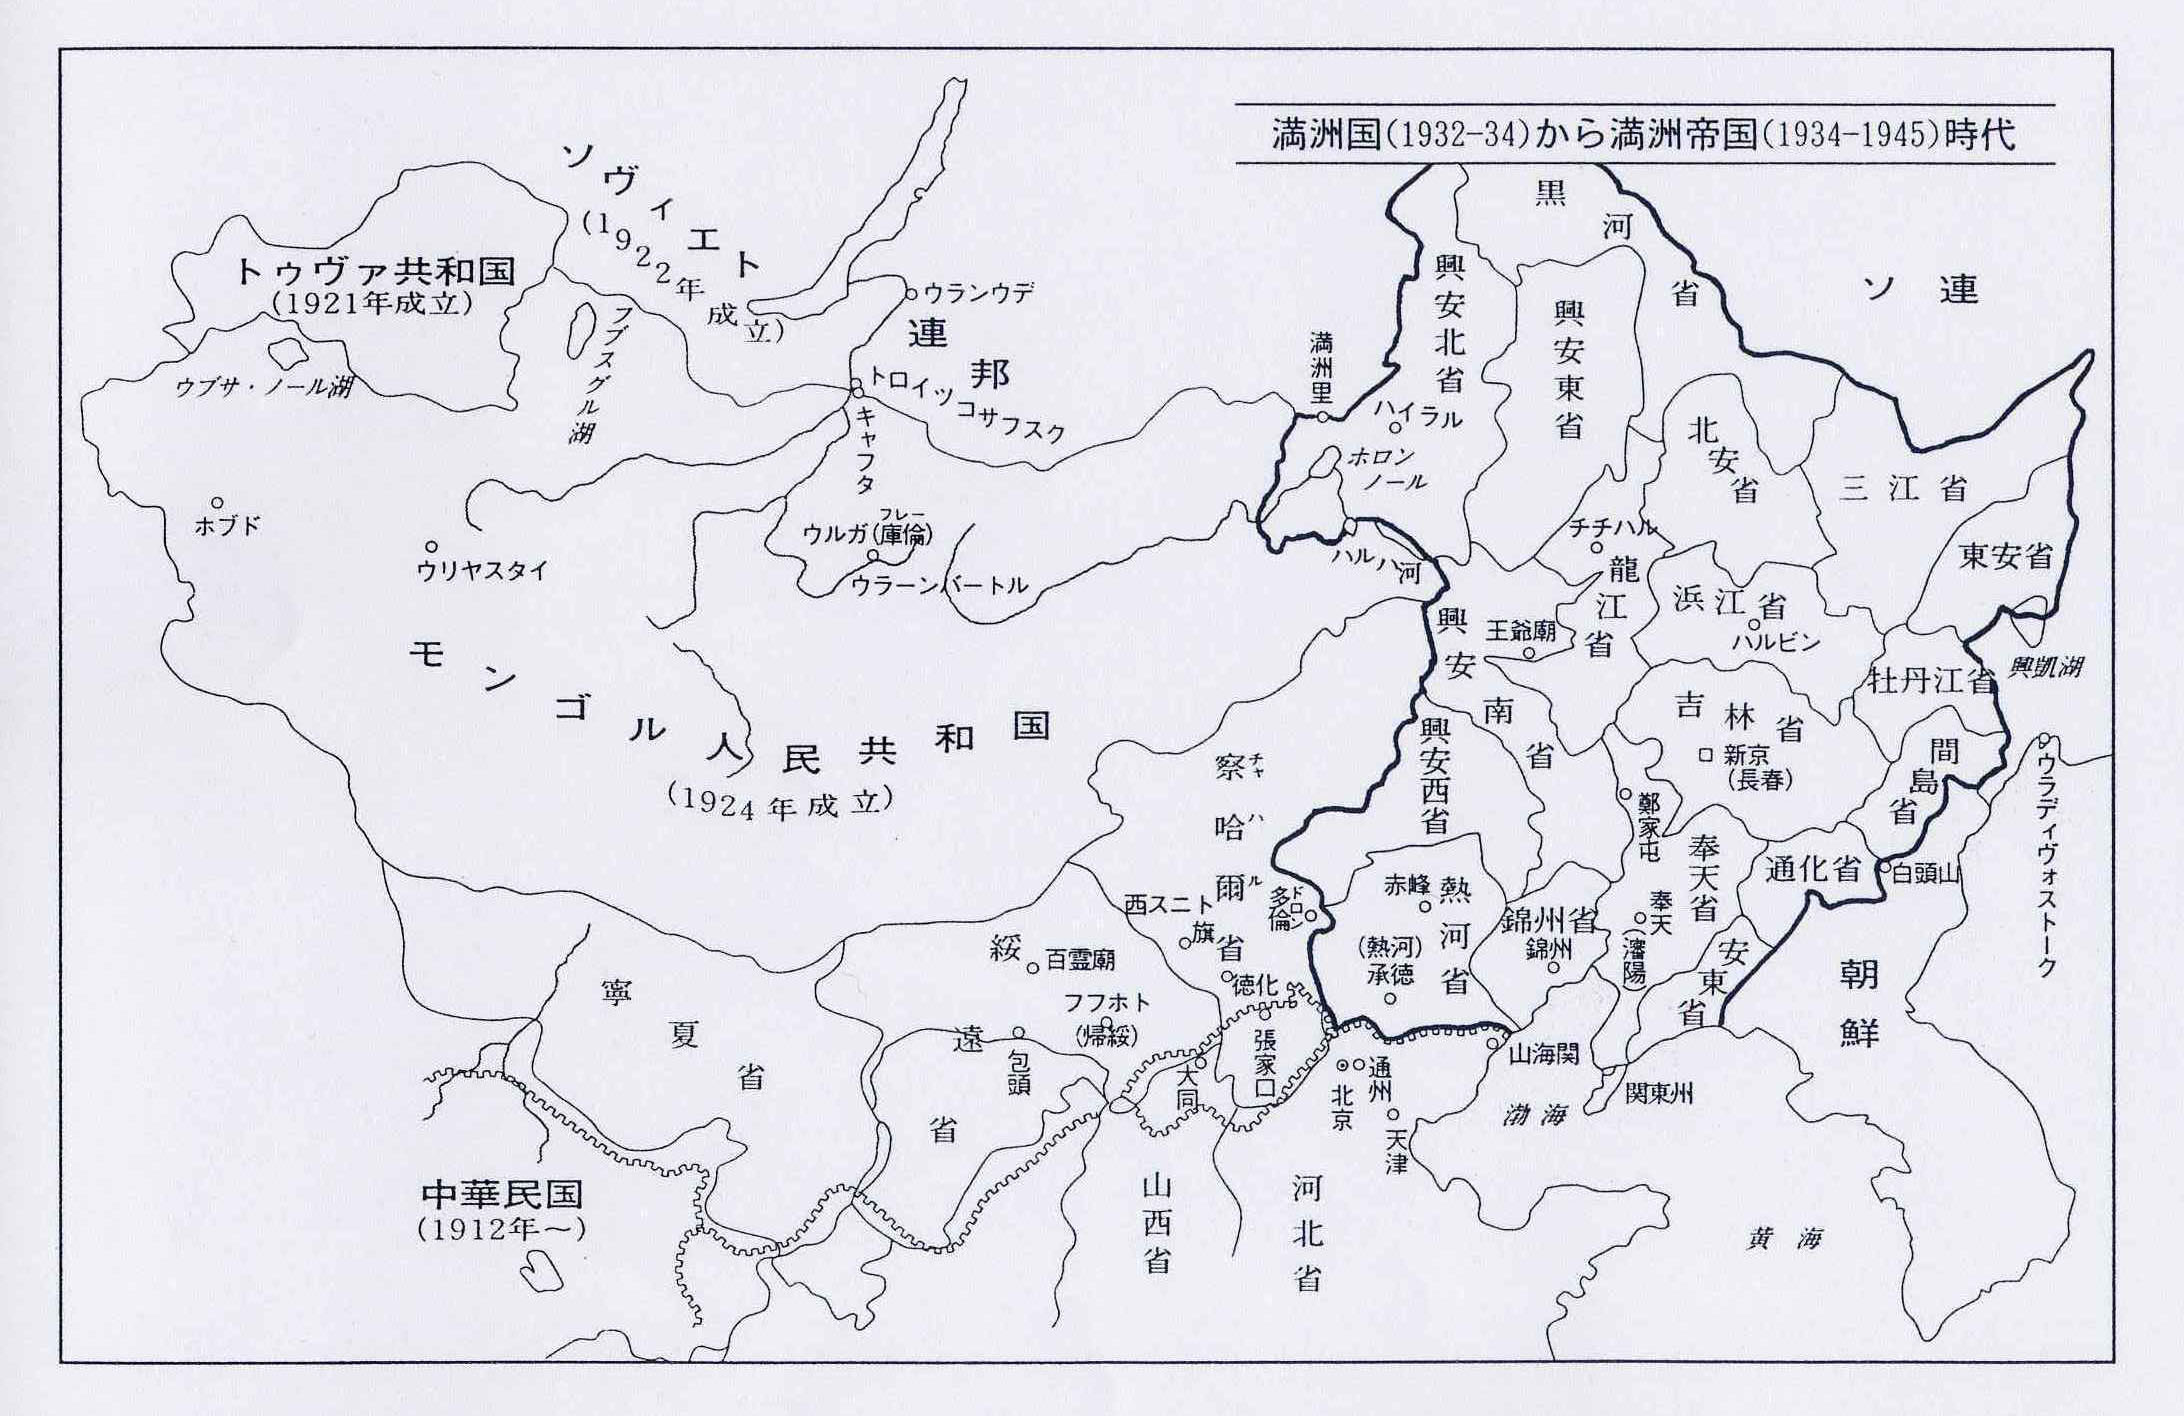 満洲国(1932-34)から満洲帝国(1934-1945)時代
ソヴィエト
(1922年成立)
連邦
トゥヴァ共和国
(1921年成立)
ウブサ・ノール湖
フブスグル湖
ウランウデ
トロイツコサフスク
キャフタ
ホブド
ウリヤスタイ
フレー
ウルガ(庫倫)
ウラーンバートル
モンゴル人民共和国
(1924年成立)
ソ連
黒河省
興安北省
興安東省
満洲里
ハイラル
ホロン
ノール
ハルハ河
北安省
三江省
東安省
チチハル
龍江省
浜江省
ハルビン
興安南省
王爺廟
牡丹江省
興凱湖
吉林省
新京
(長春)
間島省
ウラディヴォストーク
興安西省
鄭家屯
奉天省
奉天
(瀋陽)
通化省
白頭山
安東省
赤峰
熱河省
(熱河)
承徳
錦州省
錦州
チャハル
察哈爾省
ドロン
多倫
西スニト
旗
徳化
綏遠省
百霊廟
フフホト
(帰綏)
包頭
寧夏省
張家口
大同
北京
通州
天津
山海関
関東州
渤海
朝鮮
黄海
山西省
河北省
中華民国
(1912年〜)